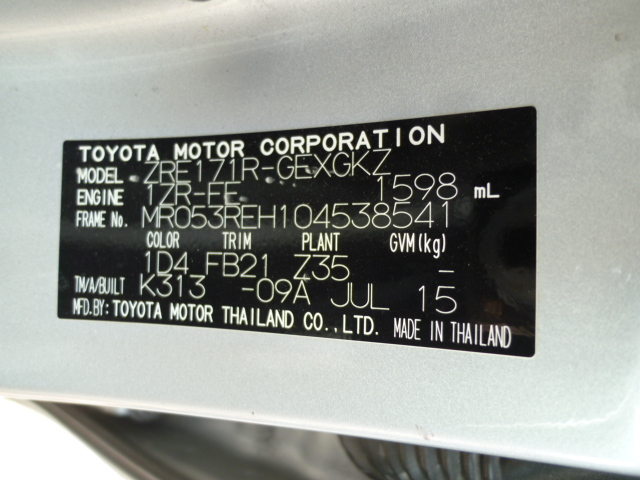 TOYOTA MOTOR CORPORATION
MODEL ZRE171R-GEXGKZ
ENGINE 1ZR-FE 1598 mL
FRAME No. MR053REH104538541
COLOR TRIM PLANT GVM(kg)
1D4 FB21 Z35 -
TM/A/BUILT K313 -09A JUL 15
MFD.BY: TOYOTA MOTOR THAILAND CO.,LTD. MADE IN THAILAND